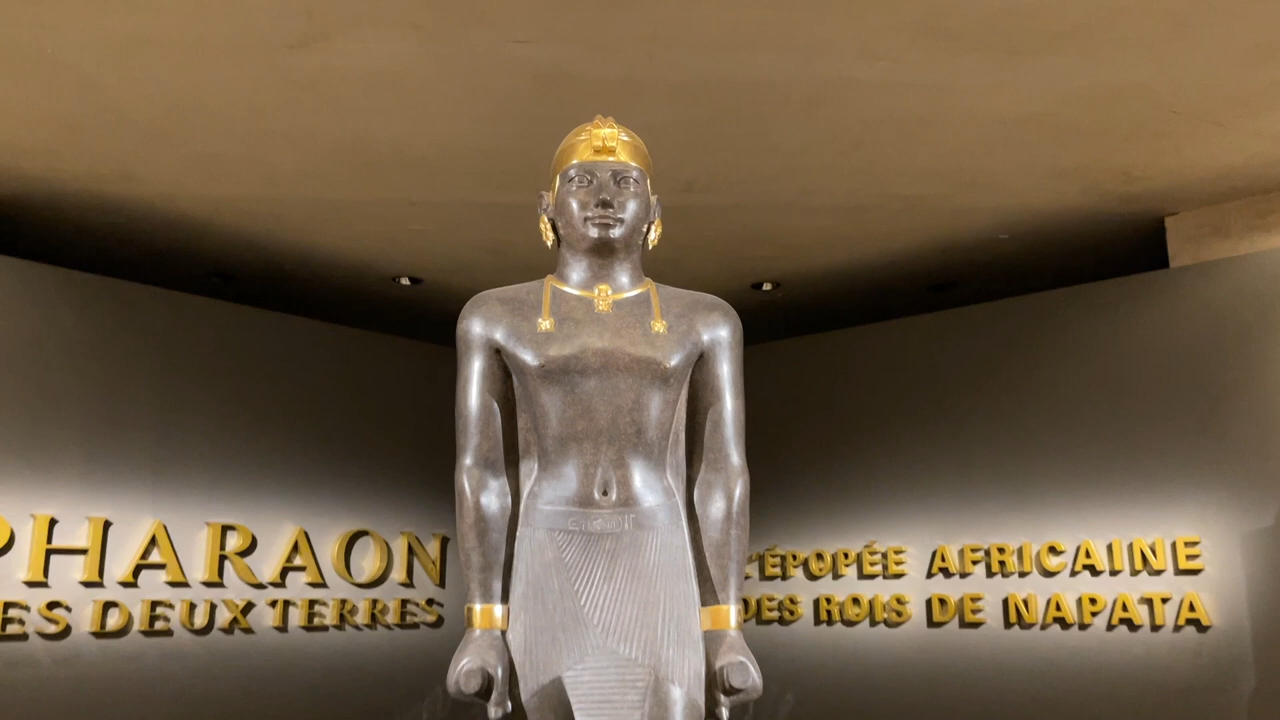 PHARAON
ES DEUX TERRES
L'ÉPOPÉE AFRICAINE
DES ROIS DE NAPATA